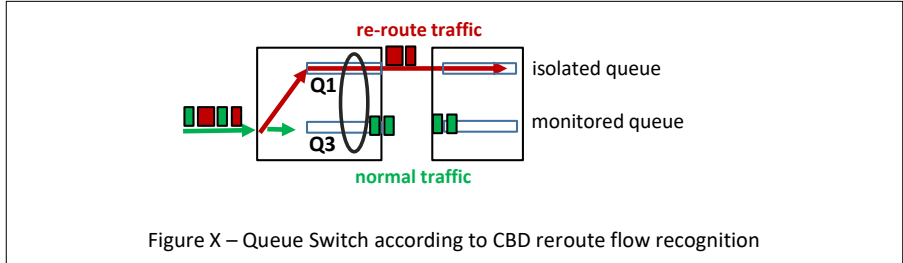 re-route traffic
isolated queue
Q1
monitored queue
Q3
normal traffic
Figure X – Queue Switch according to CBD reroute flow recognition